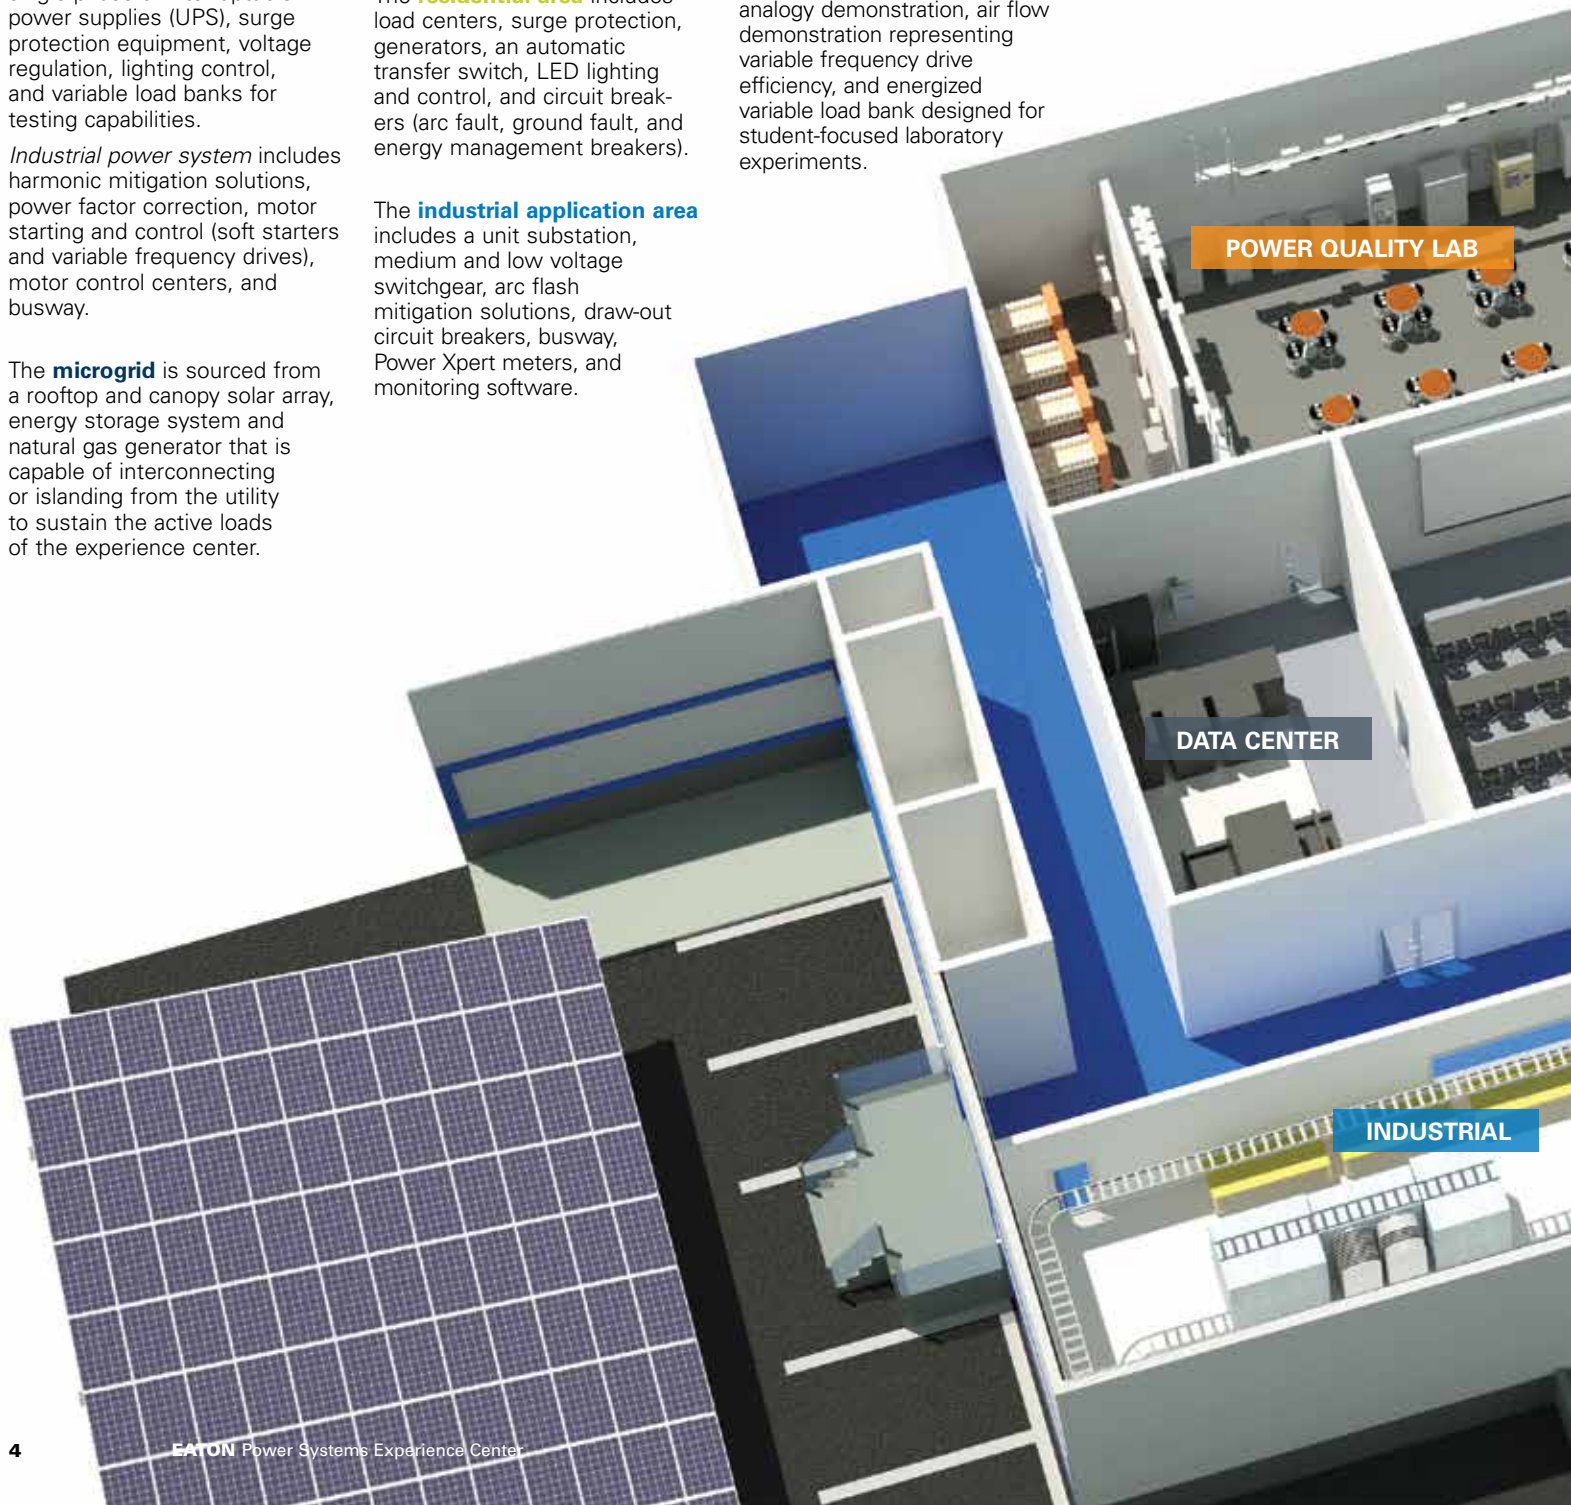 power supplies (UPS), surge
protection equipment, voltage
regulation, lighting control,
and variable load banks for
testing capabilities.
Industrial power system includes
harmonic mitigation solutions,
power factor correction, motor
starting and control (soft starters
and variable frequency drives),
motor control centers, and
busway.
The microgrid is sourced from
a rooftop and canopy solar array,
energy storage system and
natural gas generator that is
capable of interconnecting
or islanding from the utility
to sustain the active loads
of the experience center.
The residential area includes
load centers, surge protection,
generators, an automatic
transfer switch, LED lighting
and control, and circuit break-
ers (arc fault, ground fault, and
energy management breakers).
The industrial application area
includes a unit substation,
medium and low voltage
switchgear, arc flash
mitigation solutions, draw-out
circuit breakers, busway,
Power Xpert meters, and
monitoring software.
analogy demonstration, air flow
demonstration representing
variable frequency drive
efficiency, and energized
variable load bank designed for
student-focused laboratory
experiments.
POWER QUALITY LAB
DATA CENTER
INDUSTRIAL
4
EATON Power Systems Experience Center